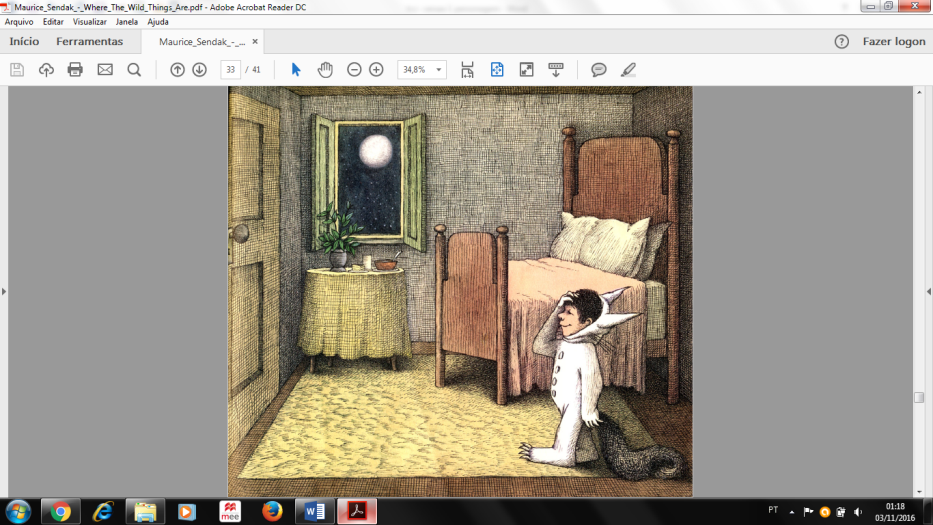 Maurice_Sendak_-_Where_The_Wild_Things_Are.pdf - Adobe Acrobat Reader DC
Arquivo Editar Visualizar Janela Ajuda
Início Ferramentas Maurice_Sendak_-_... × ? Fazer logon
33 / 41 34,8%
PT 01:18
03/11/2016
mee